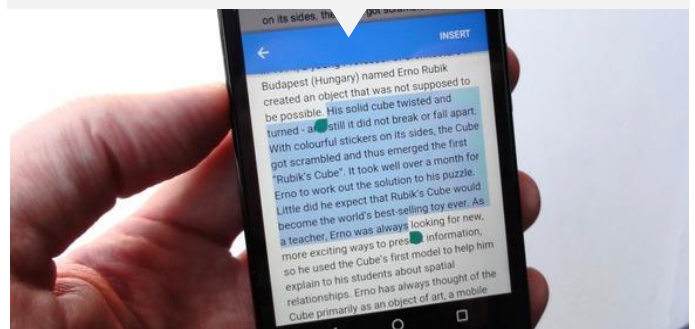 on its sides, the got scrambled
INSERT
Budapest (Hungary) named Erno Rubik
created an object that was not supposed to
be possible. His solid cube twisted and
turned - and still it did not break or fall apart.
With colourful stickers on its sides, the Cube
got scrambled and thus emerged the first
"Rubik's Cube". It took well over a month for
Erno to work out the solution to his puzzle.
Little did he expect that Rubik's Cube would
become the world's best-selling toy ever. As
a teacher, Erno was always looking for new,
more exciting ways to present information,
so he used the Cube's first model to help him
explain to his students about spatial
relationships. Erno has always thought of the
Cube primarily as an object of art, a mobile